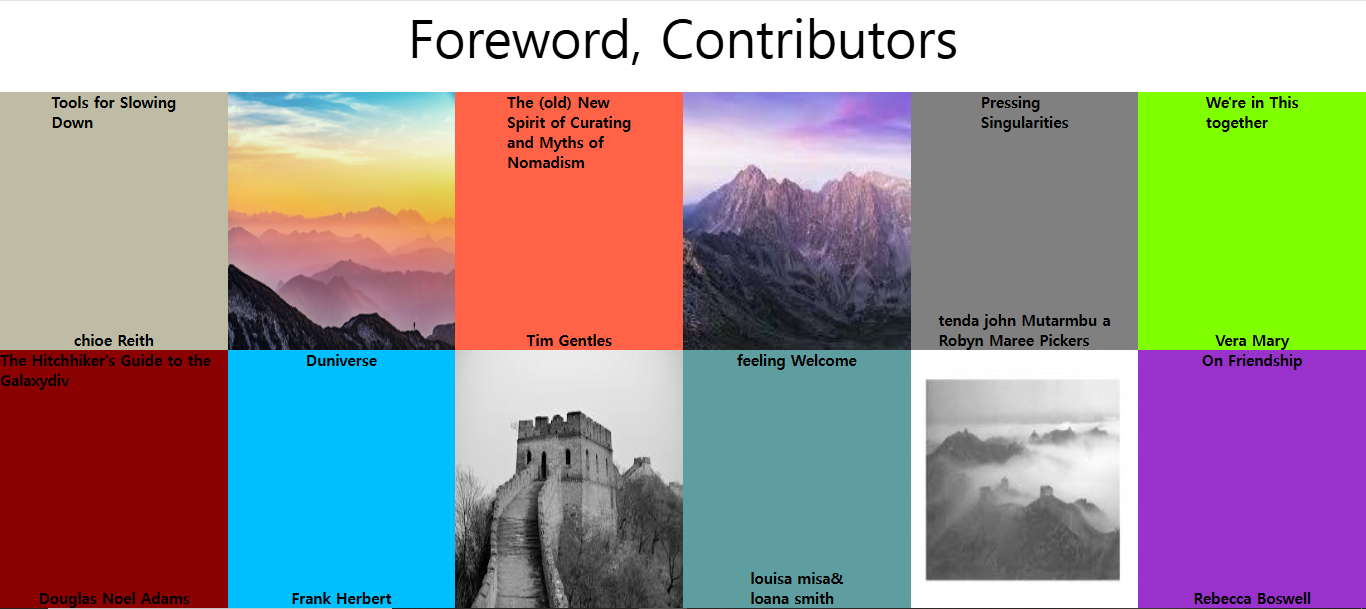 Foreword, Contributors
Tools for Slowing
Down
chioe Reith
The (old) New
Spirit of Curating
and Myths of
Nomadism
Tim Gentles
Pressing
Singularities
tenda john Mutarmbu a
Robyn Maree Pickers
We're in This
together
Vera Mary
The Hitchhiker's Guide to the
Galaxydiv
Douglas Noel Adams
Duniverse
Frank Herbert
feeling Welcome
louisa misa&
loana smith
On Friendship
Rebecca Boswell